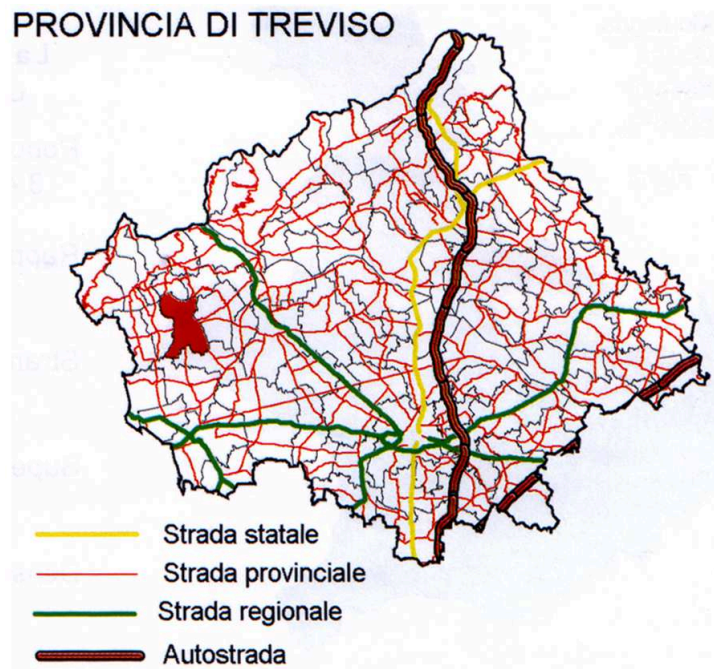 PROVINCIA DI TREVISO
Strada statale
Strada provinciale
Strada regionale
Autostrada